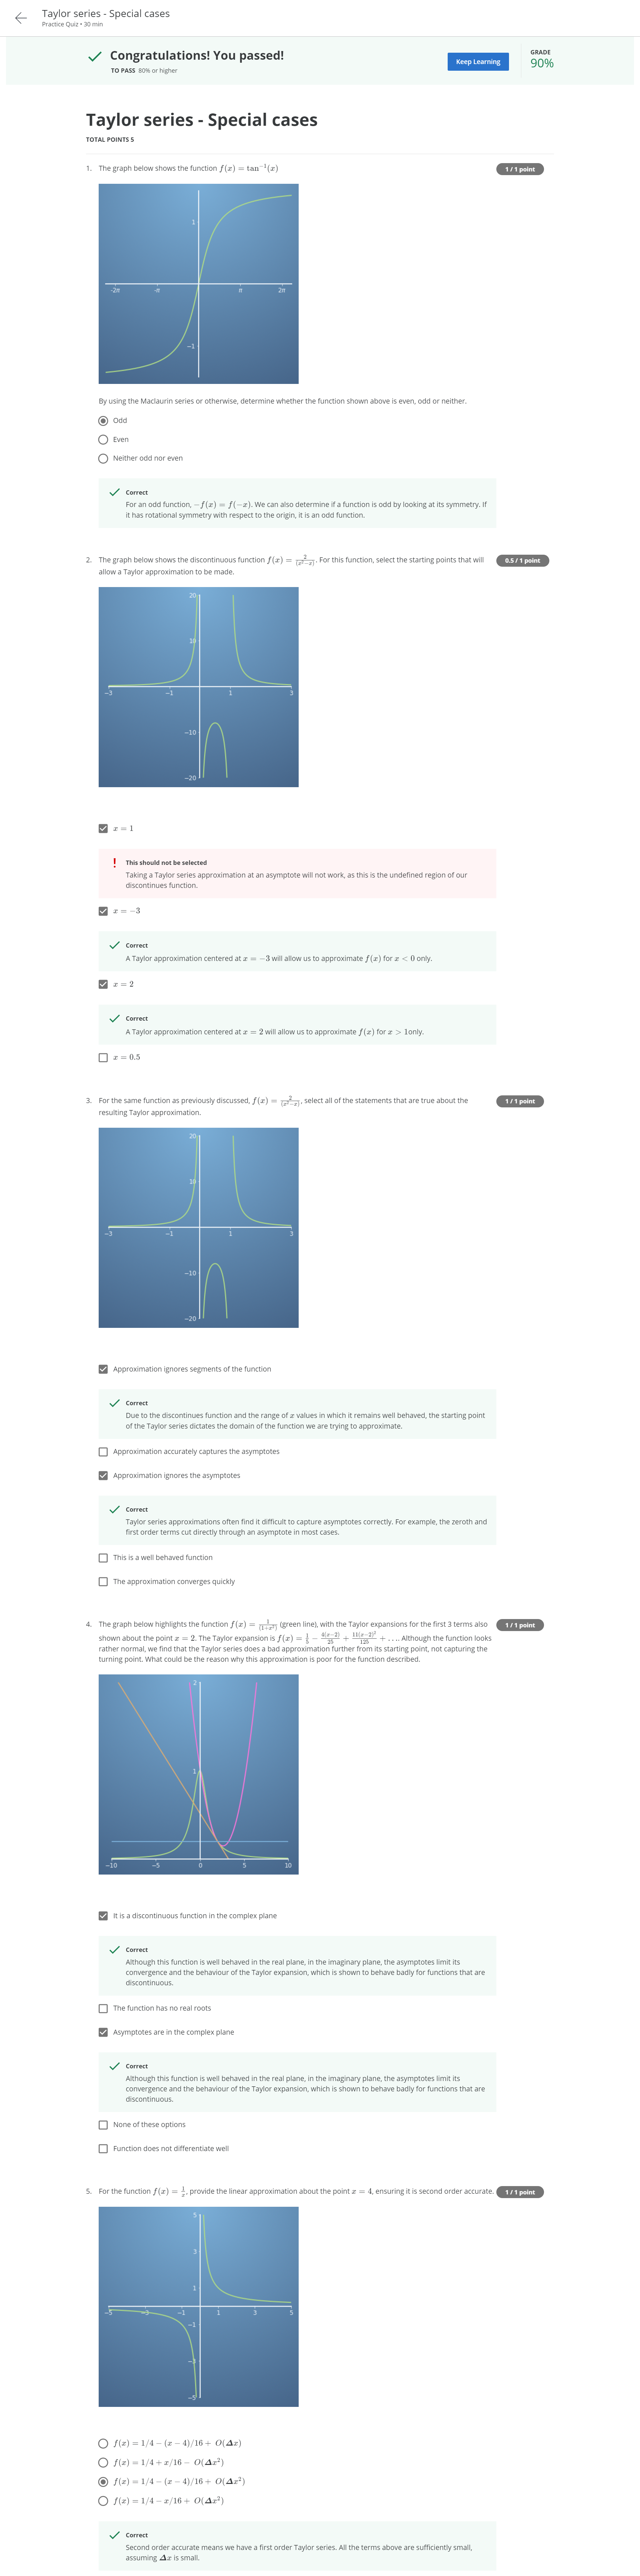 Taylor series - Special cases
Practice Quiz • 30 min
Congratulations! You passed!
TO PASS 80% or higher
Keep Learning
GRADE
90%
Taylor series - Special cases
TOTAL POINTS 5
1. The graph below shows the function f(x) = tan⁻¹(x)
1 / 1 point
1
-2π -π π 2π
−1
By using the Maclaurin series or otherwise, determine whether the function shown above is even, odd or neither.
Odd
Even
Neither odd nor even
Correct
For an odd function, −f(x) = f(−x). We can also determine if a function is odd by looking at its symmetry. If
it has rotational symmetry with respect to the origin, it is an odd function.
2. The graph below shows the discontinuous function f(x) = 2/(x²−x). For this function, select the starting points that will
allow a Taylor approximation to be made.
0.5 / 1 point
20
10
−3 −1 1 3
−10
−20
x = 1
This should not be selected
Taking a Taylor series approximation at an asymptote will not work, as this is the undefined region of our
discontinues function.
x = −3
Correct
A Taylor approximation centered at x = −3 will allow us to approximate f(x) for x < 0 only.
x = 2
Correct
A Taylor approximation centered at x = 2 will allow us to approximate f(x) for x > 1only.
x = 0.5
3. For the same function as previously discussed, f(x) = 2/(x²−x), select all of the statements that are true about the
resulting Taylor approximation.
1 / 1 point
20
10
−3 −1 1 3
−10
−20
Approximation ignores segments of the function
Correct
Due to the discontinues function and the range of x values in which it remains well behaved, the starting point
of the Taylor series dictates the domain of the function we are trying to approximate.
Approximation accurately captures the asymptotes
Approximation ignores the asymptotes
Correct
Taylor series approximations often find it difficult to capture asymptotes correctly. For example, the zeroth and
first order terms cut directly through an asymptote in most cases.
This is a well behaved function
The approximation converges quickly
4. The graph below highlights the function f(x) = 1/(1+x²) (green line), with the Taylor expansions for the first 3 terms also
shown about the point x = 2. The Taylor expansion is f(x) = 1/5 − 4(x−2)/25 + 11(x−2)²/125 + .... Although the function looks
rather normal, we find that the Taylor series does a bad approximation further from its starting point, not capturing the
turning point. What could be the reason why this approximation is poor for the function described.
1 / 1 point
2
1
−10 −5 0 5 10
It is a discontinuous function in the complex plane
Correct
Although this function is well behaved in the real plane, in the imaginary plane, the asymptotes limit its
convergence and the behaviour of the Taylor expansion, which is shown to behave badly for functions that are
discontinuous.
The function has no real roots
Asymptotes are in the complex plane
Correct
Although this function is well behaved in the real plane, in the imaginary plane, the asymptotes limit its
convergence and the behaviour of the Taylor expansion, which is shown to behave badly for functions that are
discontinuous.
None of these options
Function does not differentiate well
5. For the function f(x) = 1/x, provide the linear approximation about the point x = 4, ensuring it is second order accurate.
1 / 1 point
5
3
1
−5 −3 −1 1 3 5
−1
−3
−5
f(x) = 1/4 − (x − 4)/16 + O(Δx)
f(x) = 1/4 + x/16 − O(Δx²)
f(x) = 1/4 − (x − 4)/16 + O(Δx²)
f(x) = 1/4 − x/16 + O(Δx²)
Correct
Second order accurate means we have a first order Taylor series. All the terms above are sufficiently small,
assuming Δx is small.